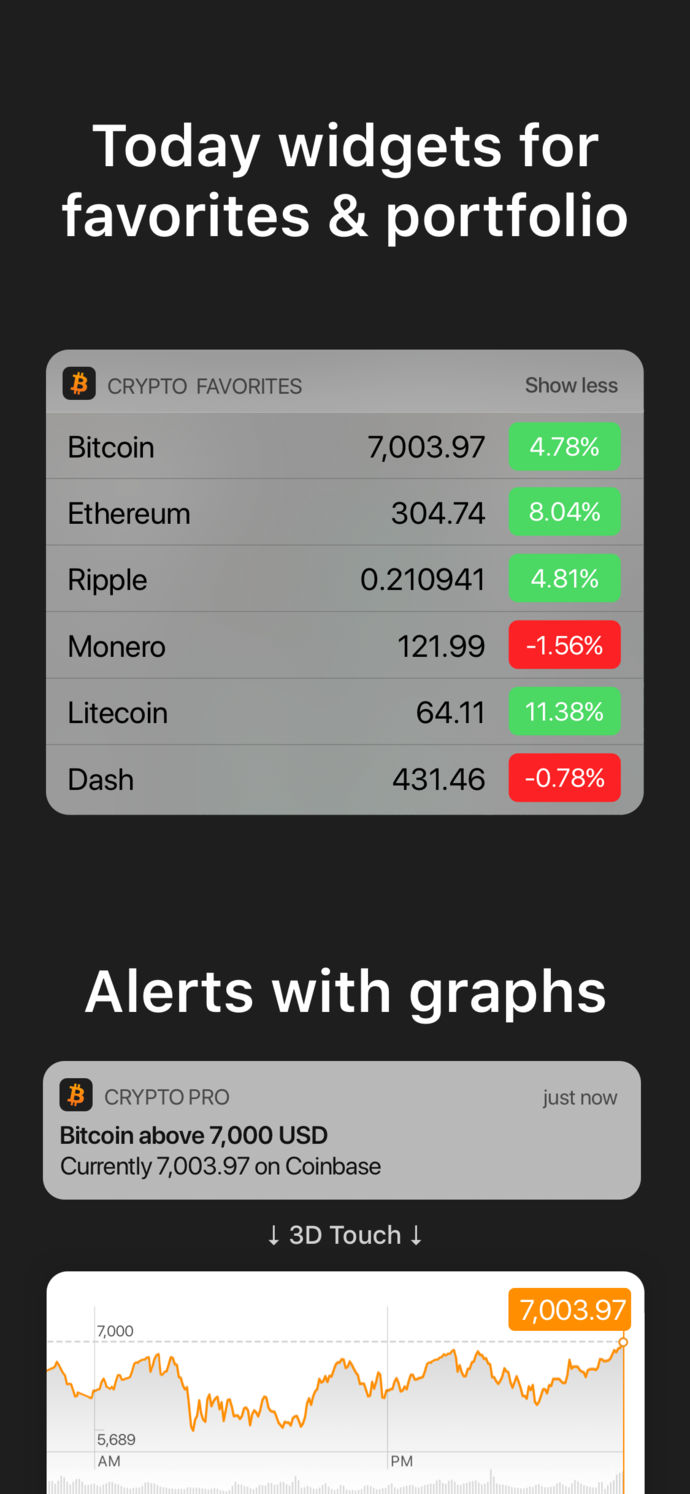 Today widgets for
favorites & portfolio
CRYPTO FAVORITES Show less
Bitcoin 7,003.97 4.78%
Ethereum 304.74 8.04%
Ripple 0.210941 4.81%
Monero 121.99 -1.56%
Litecoin 64.11 11.38%
Dash 431.46 -0.78%
Alerts with graphs
CRYPTO PRO just now
Bitcoin above 7,000 USD
Currently 7,003.97 on Coinbase
↓ 3D Touch ↓
7,003.97
7,000
5,689
AM PM